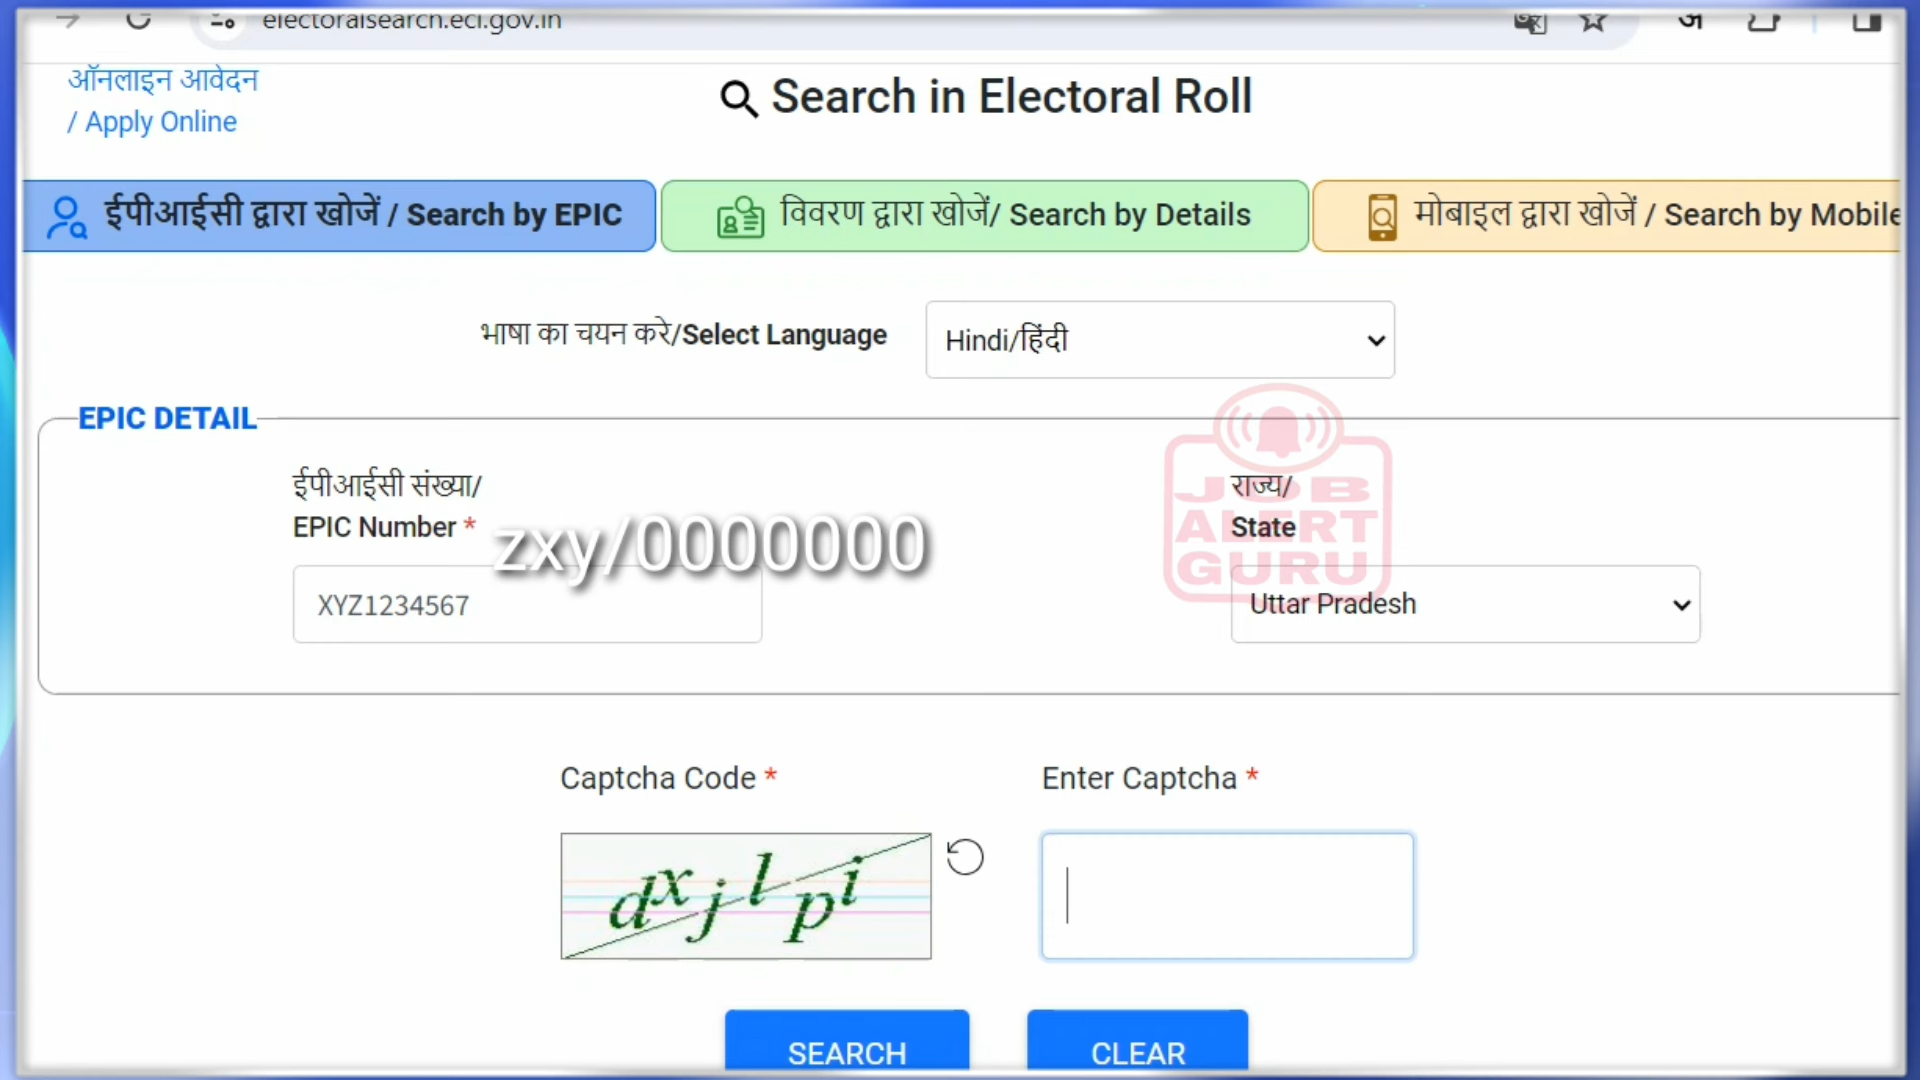 electoralsearch.eci.gov.in
ऑनलाइन आवेदन
/ Apply Online
Search in Electoral Roll
ईपीआईसी द्वारा खोजें / Search by EPIC
विवरण द्वारा खोजें/ Search by Details
मोबाइल द्वारा खोजें / Search by Mobile
भाषा का चयन करे/Select Language
Hindi/हिंदी
EPIC DETAIL
ईपीआईसी संख्या/
EPIC Number *
zxy/0000000
XYZ1234567
राज्य/
State
Uttar Pradesh
JOB
ALERT
GURU
Captcha Code *
Enter Captcha *
axjlpi
SEARCH
CLEAR